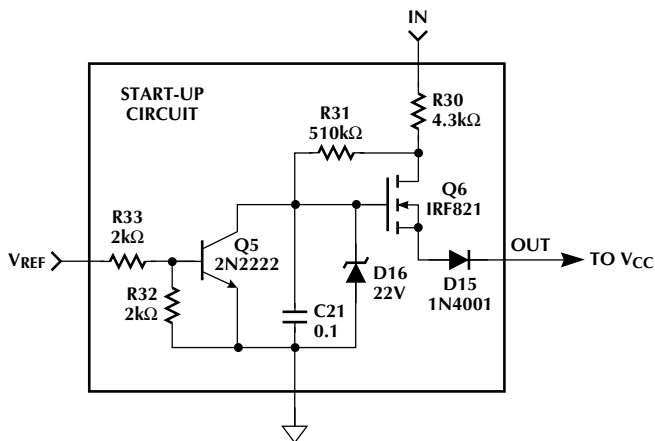 IN
START-UP
CIRCUIT
R31
510kΩ
R30
4.3kΩ
Q6
IRF821
R33
2kΩ
Q5
2N2222
VREF
OUT
TO VCC
R32
2kΩ
D16
22V
D15
1N4001
C21
0.1